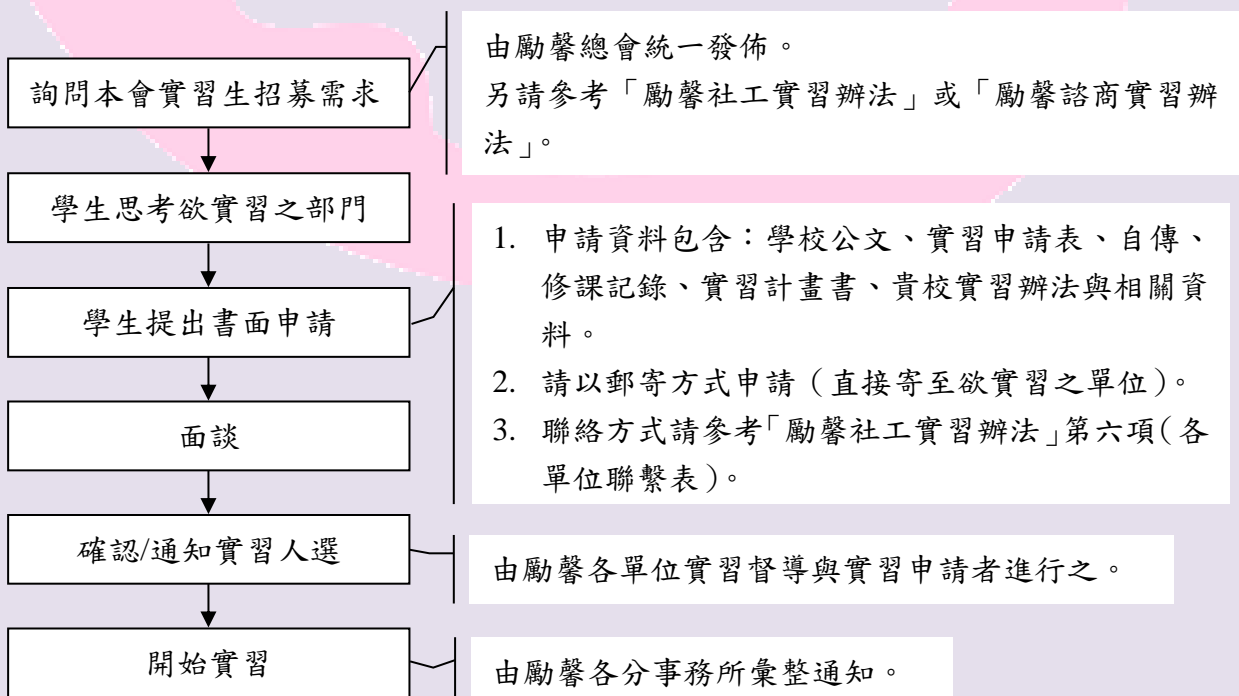 詢問本會實習生招募需求
由勵馨總會統一發佈。
另請參考「勵馨社工實習辦法」或「勵馨諮商實習辦
法」。
學生思考欲實習之部門
學生提出書面申請
1. 申請資料包含：學校公文、實習申請表、自傳、
修課記錄、實習計畫書、貴校實習辦法與相關資
料。
2. 請以郵寄方式申請（直接寄至欲實習之單位）。
3. 聯絡方式請參考「勵馨社工實習辦法」第六項（各
單位聯繫表）。
面談
確認/通知實習人選
由勵馨各單位實習督導與實習申請者進行之。
開始實習
由勵馨各分事務所彙整通知。